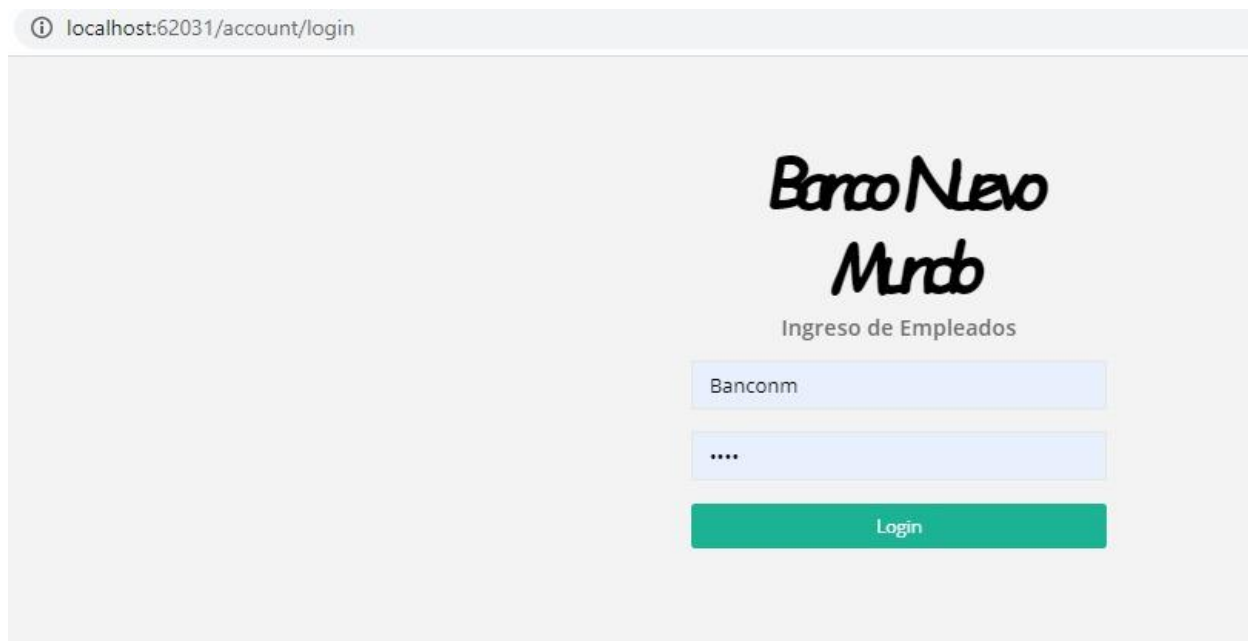 localhost:62031/account/login
Banco Nuevo
Mundo
Ingreso de Empleados
Banconm
••••
Login